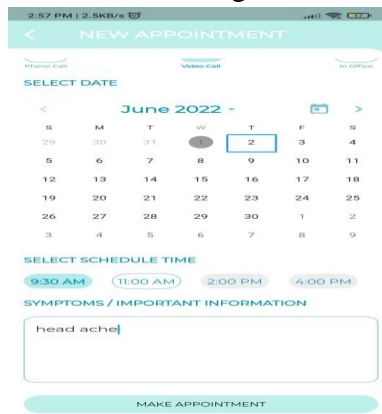 2:57 PM | 2.5KB/s
< NEW APPOINTMENT
Phone Call Video Call In Office
SELECT DATE
< June 2022 >
S M T W T F S
29 30 31 1 2 3 4
5 6 7 8 9 10 11
12 13 14 15 16 17 18
19 20 21 22 23 24 25
26 27 28 29 30 1 2
3 4 5 6 7 8 9
SELECT SCHEDULE TIME
9:30 AM 11:00 AM 2:00 PM 4:00 PM
SYMPTOMS / IMPORTANT INFORMATION
head ache
MAKE APPOINTMENT